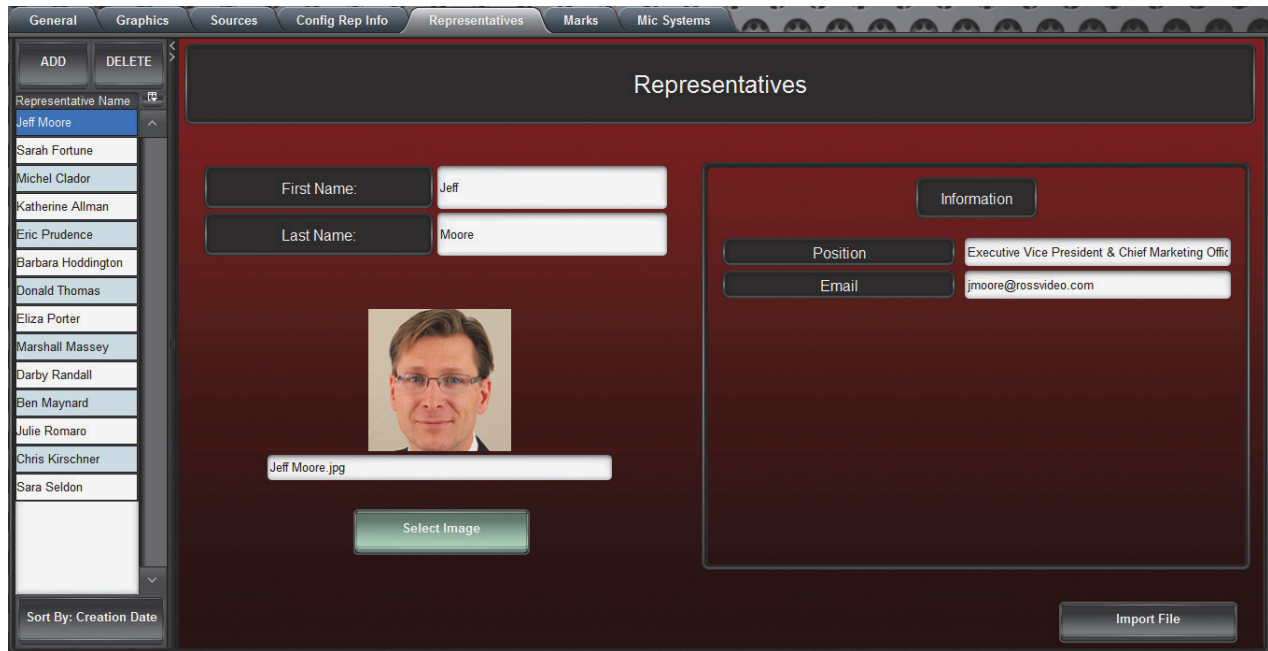 General Graphics Sources Config Rep Info Representatives Marks Mic Systems
ADD DELETE
Representative Name
Jeff Moore
Sarah Fortune
Michel Clador
Katherine Allman
Eric Prudence
Barbara Hoddington
Donald Thomas
Eliza Porter
Marshall Massey
Darby Randall
Ben Maynard
Julie Romaro
Chris Kirschner
Sara Seldon
Sort By: Creation Date
Representatives
First Name: Jeff
Last Name: Moore
Jeff Moore.jpg
Select Image
Information
Position Executive Vice President & Chief Marketing Offic
Email jmoore@rossvideo.com
Import File